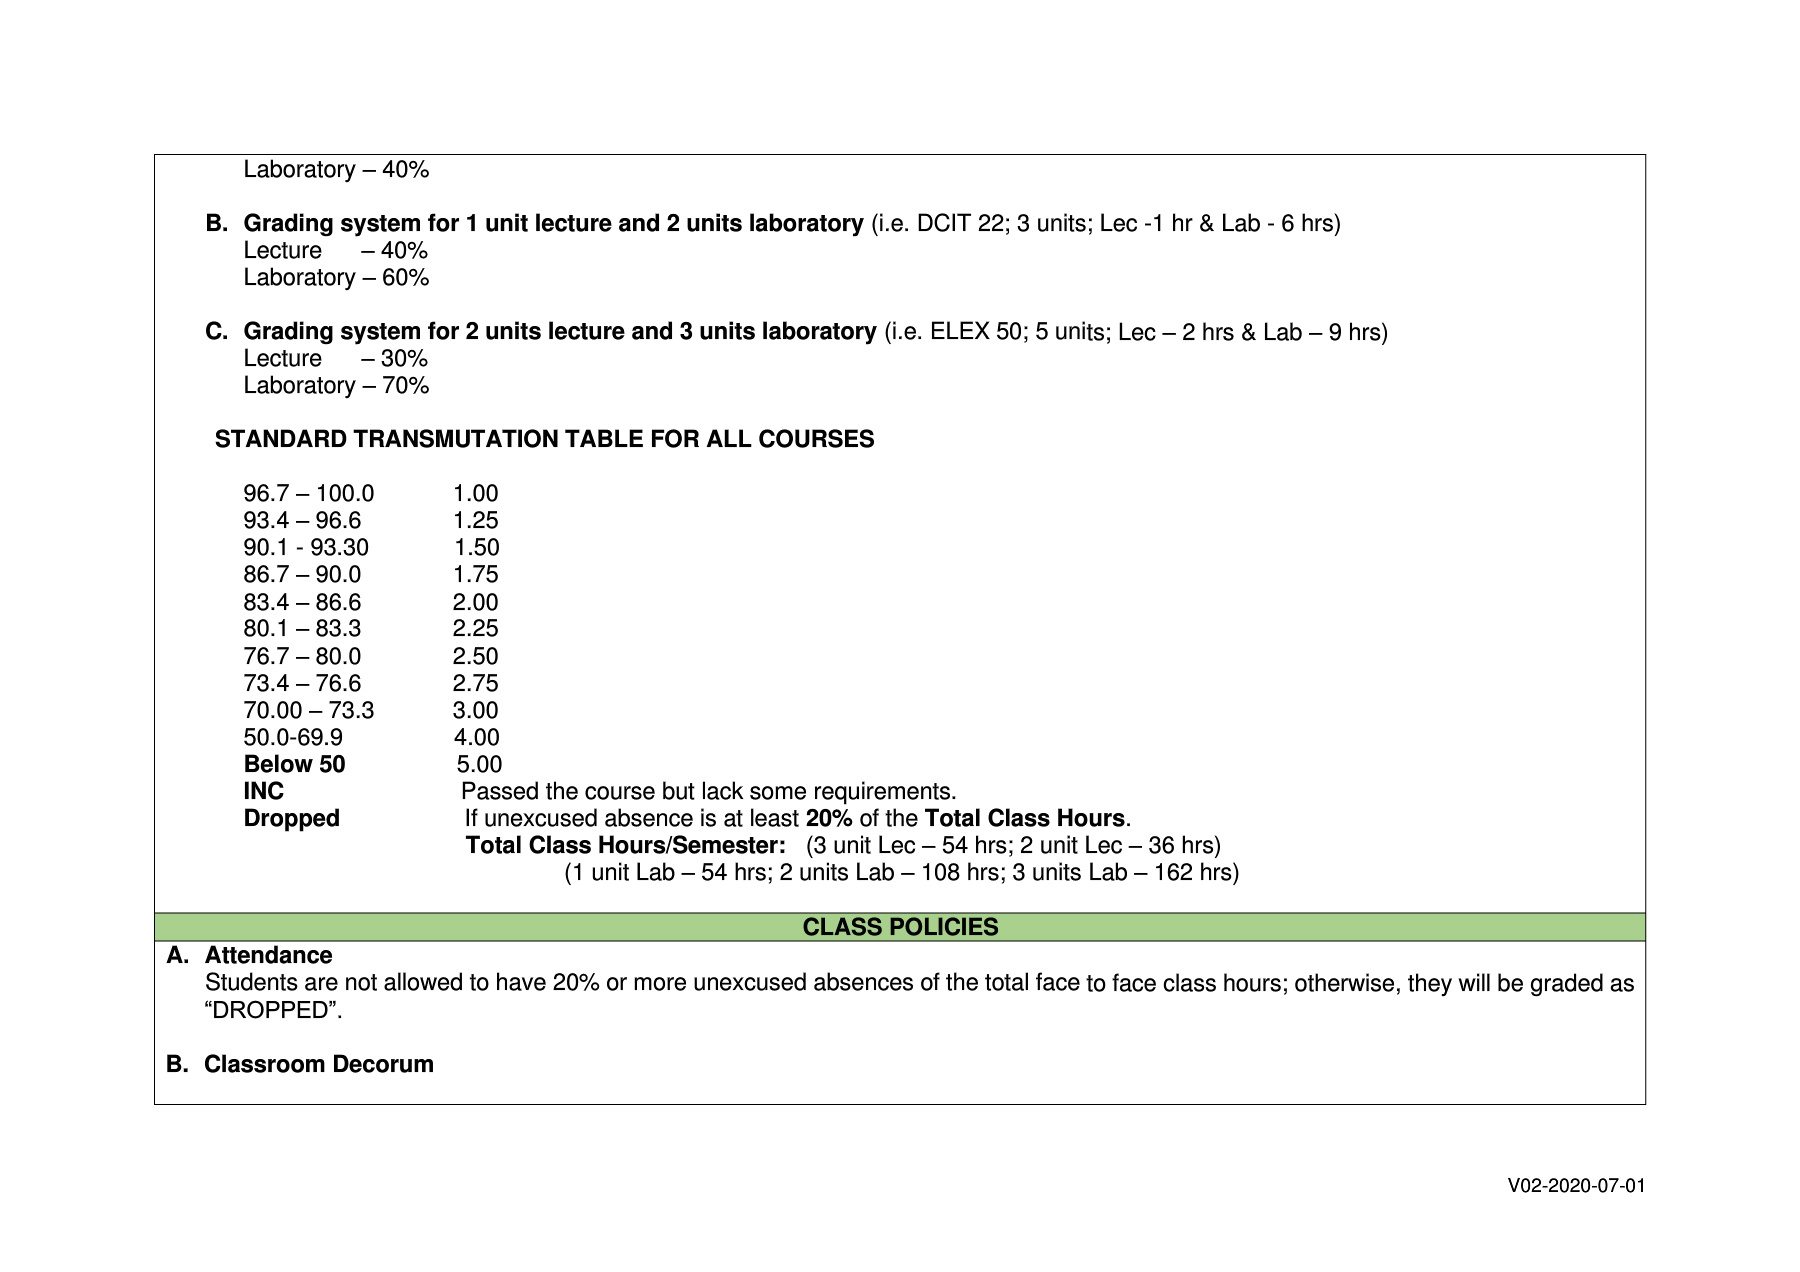 Laboratory – 40%
B. Grading system for 1 unit lecture and 2 units laboratory (i.e. DCIT 22; 3 units; Lec -1 hr & Lab - 6 hrs)
Lecture – 40%
Laboratory – 60%
C. Grading system for 2 units lecture and 3 units laboratory (i.e. ELEX 50; 5 units; Lec – 2 hrs & Lab – 9 hrs)
Lecture – 30%
Laboratory – 70%
STANDARD TRANSMUTATION TABLE FOR ALL COURSES
96.7 – 100.0 1.00
93.4 – 96.6 1.25
90.1 - 93.30 1.50
86.7 – 90.0 1.75
83.4 – 86.6 2.00
80.1 – 83.3 2.25
76.7 – 80.0 2.50
73.4 – 76.6 2.75
70.00 – 73.3 3.00
50.0-69.9 4.00
Below 50 5.00
INC Passed the course but lack some requirements.
Dropped If unexcused absence is at least 20% of the Total Class Hours.
Total Class Hours/Semester: (3 unit Lec – 54 hrs; 2 unit Lec – 36 hrs)
(1 unit Lab – 54 hrs; 2 units Lab – 108 hrs; 3 units Lab – 162 hrs)
CLASS POLICIES
A. Attendance
Students are not allowed to have 20% or more unexcused absences of the total face to face class hours; otherwise, they will be graded as
“DROPPED”.
B. Classroom Decorum
V02-2020-07-01